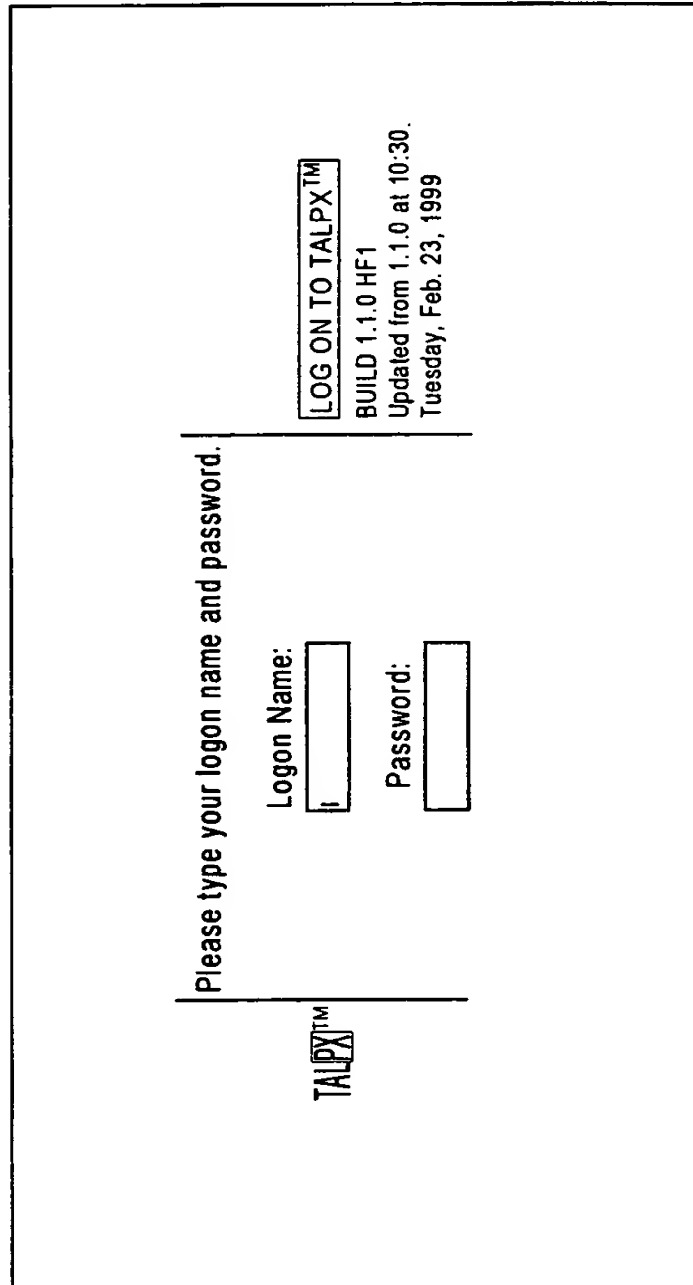 TALPX™
Please type your logon name and password.
Logon Name:
Password:
LOG ON TO TALPX™
BUILD 1.1.0 HF1
Updated from 1.1.0 at 10:30.
Tuesday, Feb. 23, 1999